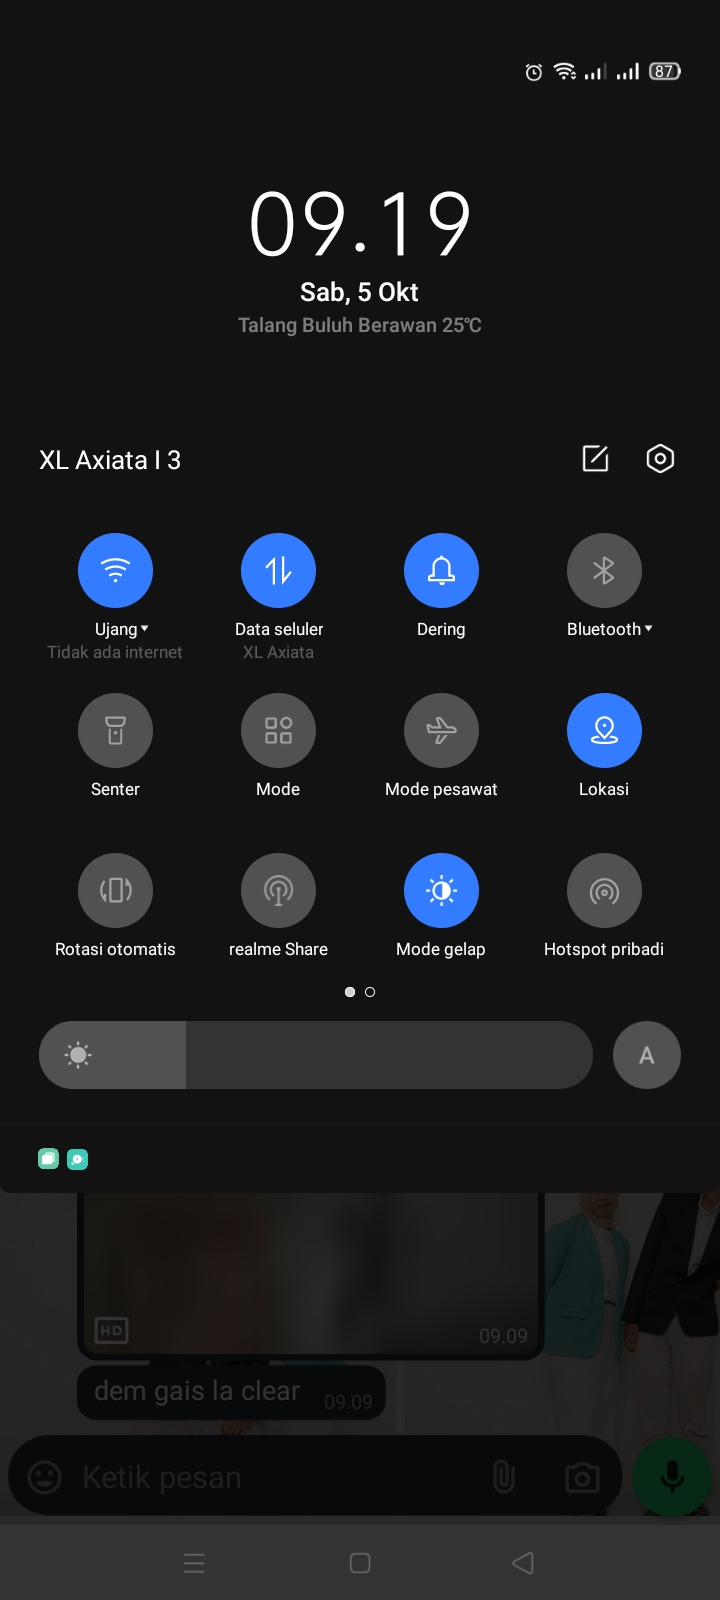 87
09.19
Sab, 5 Okt
Talang Buluh Berawan 25°C
XL Axiata I 3
Ujang
Tidak ada internet
Data seluler
XL Axiata
Dering
Bluetooth
Senter
Mode
Mode pesawat
Lokasi
Rotasi otomatis
realme Share
Mode gelap
Hotspot pribadi
A
HD
09.09
dem gais la clear 09.09
Ketik pesan